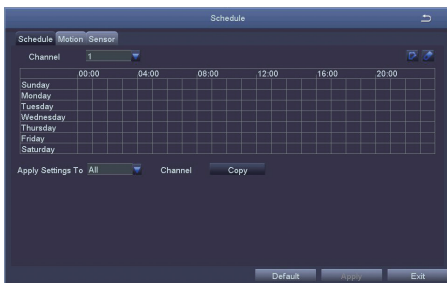 Schedule
Schedule Motion Sensor
Channel 1
00:00 04:00 08:00 12:00 16:00 20:00
Sunday
Monday
Tuesday
Wednesday
Thursday
Friday
Saturday
Apply Settings To All Channel Copy
Default Apply Exit